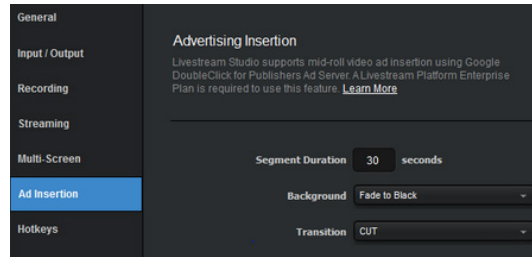 General
Input / Output
Recording
Streaming
Multi-Screen
Ad Insertion
Hotkeys
Advertising Insertion
Livestream Studio supports mid-roll video ad insertion using Google
DoubleClick for Publishers Ad Server. A Livestream Platform Enterprise
Plan is required to use this feature. Learn More
Segment Duration 30 seconds
Background Fade to Black
Transition CUT